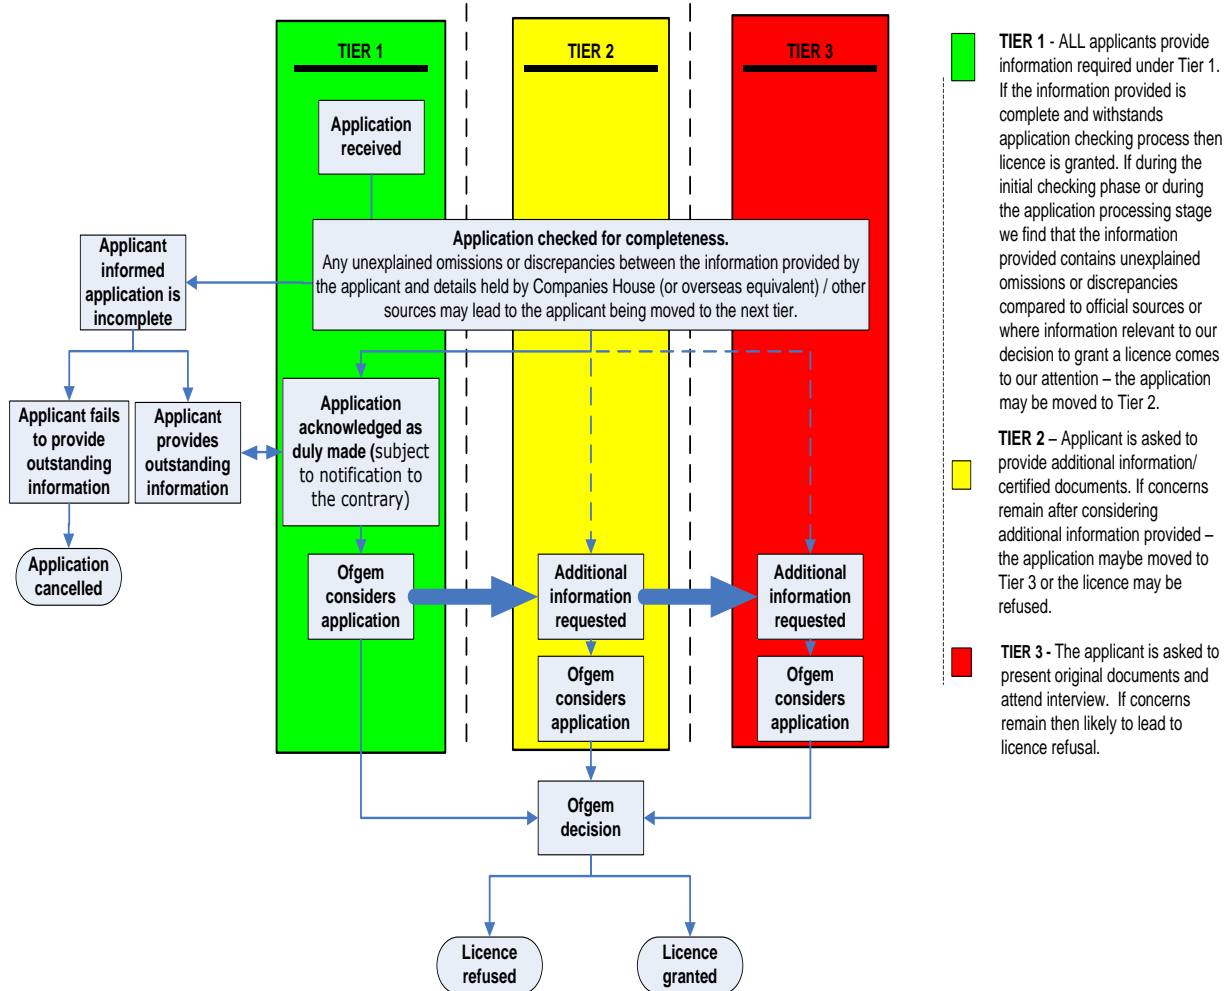 TIER 1
TIER 2
TIER 3
Application
received
Application checked for completeness.
Any unexplained omissions or discrepancies between the information provided by
the applicant and details held by Companies House (or overseas equivalent) / other
sources may lead to the applicant being moved to the next tier.
Applicant
informed
application is
incomplete
Applicant fails
to provide
outstanding
information
Applicant
provides
outstanding
information
Application
acknowledged as
duly made (subject
to notification to
the contrary)
Application
cancelled
Ofgem
considers
application
Additional
information
requested
Additional
information
requested
Ofgem
considers
application
Ofgem
considers
application
Ofgem
decision
Licence
refused
Licence
granted
TIER 1 - ALL applicants provide
information required under Tier 1.
If the information provided is
complete and withstands
application checking process then
licence is granted. If during the
initial checking phase or during
the application processing stage
we find that the information
provided contains unexplained
omissions or discrepancies
compared to official sources or
where information relevant to our
decision to grant a licence comes
to our attention – the application
may be moved to Tier 2.
TIER 2 – Applicant is asked to
provide additional information/
certified documents. If concerns
remain after considering
additional information provided –
the application maybe moved to
Tier 3 or the licence may be
refused.
TIER 3 - The applicant is asked to
present original documents and
attend interview. If concerns
remain then likely to lead to
licence refusal.